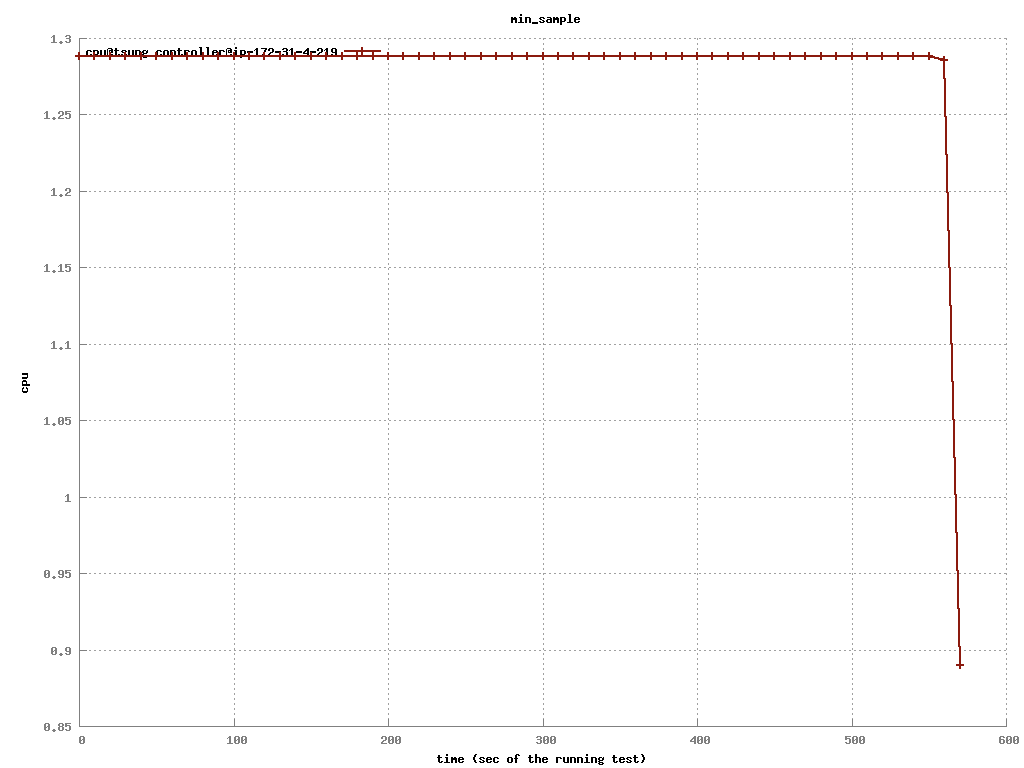 min_sample
cpu@tsung_controller@ip-172-31-4-219
1.3
1.25
1.2
1.15
1.1
1.05
1
0.95
0.9
0.85
cpu
0 100 200 300 400 500 600
time (sec of the running test)